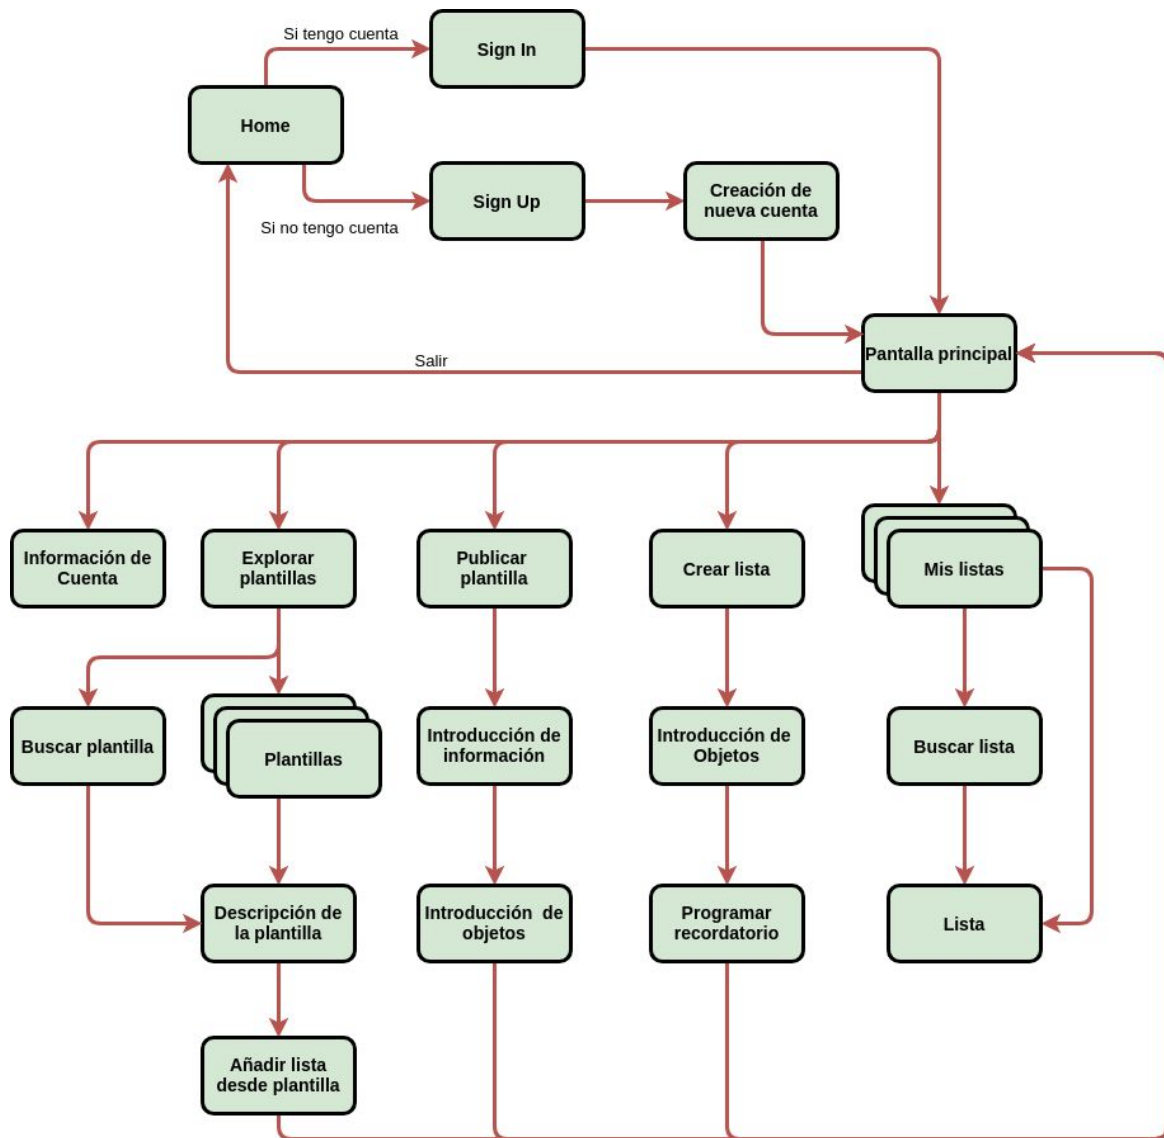 Si tengo cuenta
Sign In
Home
Sign Up
Creación de
nueva cuenta
Si no tengo cuenta
Pantalla principal
Salir
Información de
Cuenta
Explorar
plantillas
Publicar
plantilla
Crear lista
Mis listas
Buscar plantilla
Plantillas
Introducción de
información
Introducción de
Objetos
Buscar lista
Descripción de
la plantilla
Introducción de
objetos
Programar
recordatorio
Lista
Añadir lista
desde plantilla